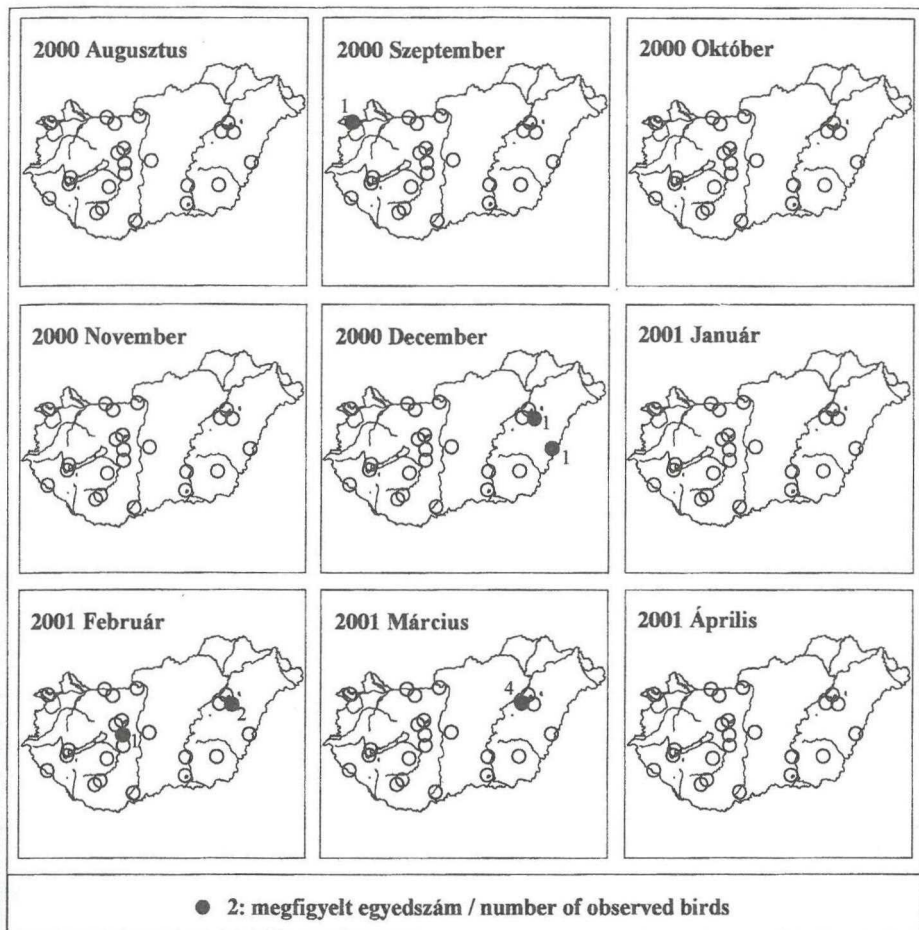 2000 Augusztus
2000 Szeptember
2000 Október
1
2000 November
2000 December
2001 Január
1
1
2001 Február
2001 Március
2001 Április
4
2
1
● 2: megfigyelt egyedszám / number of observed birds